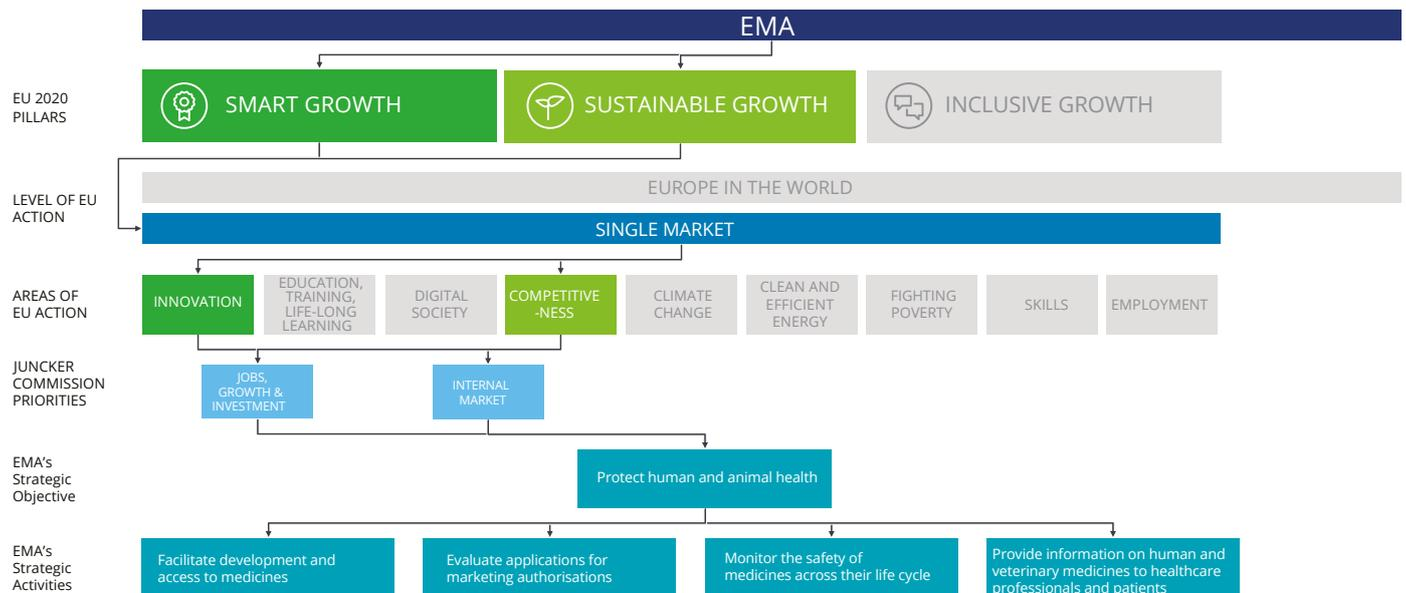 EMA
EU 2020
PILLARS
SMART GROWTH
SUSTAINABLE GROWTH
INCLUSIVE GROWTH
LEVEL OF EU
ACTION
EUROPE IN THE WORLD
SINGLE MARKET
AREAS OF
EU ACTION
INNOVATION
EDUCATION,
TRAINING,
LIFE-LONG
LEARNING
DIGITAL
SOCIETY
COMPETITIVE
-NESS
CLIMATE
CHANGE
CLEAN AND
EFFICIENT
ENERGY
FIGHTING
POVERTY
SKILLS
EMPLOYMENT
JUNCKER
COMMISSION
PRIORITIES
JOBS,
GROWTH &
INVESTMENT
INTERNAL
MARKET
EMA’s
Strategic
Objective
Protect human and animal health
EMA’s
Strategic
Activities
Facilitate development and
access to medicines
Evaluate applications for
marketing authorisations
Monitor the safety of
medicines across their life cycle
Provide information on human and
veterinary medicines to healthcare
professionals and patients